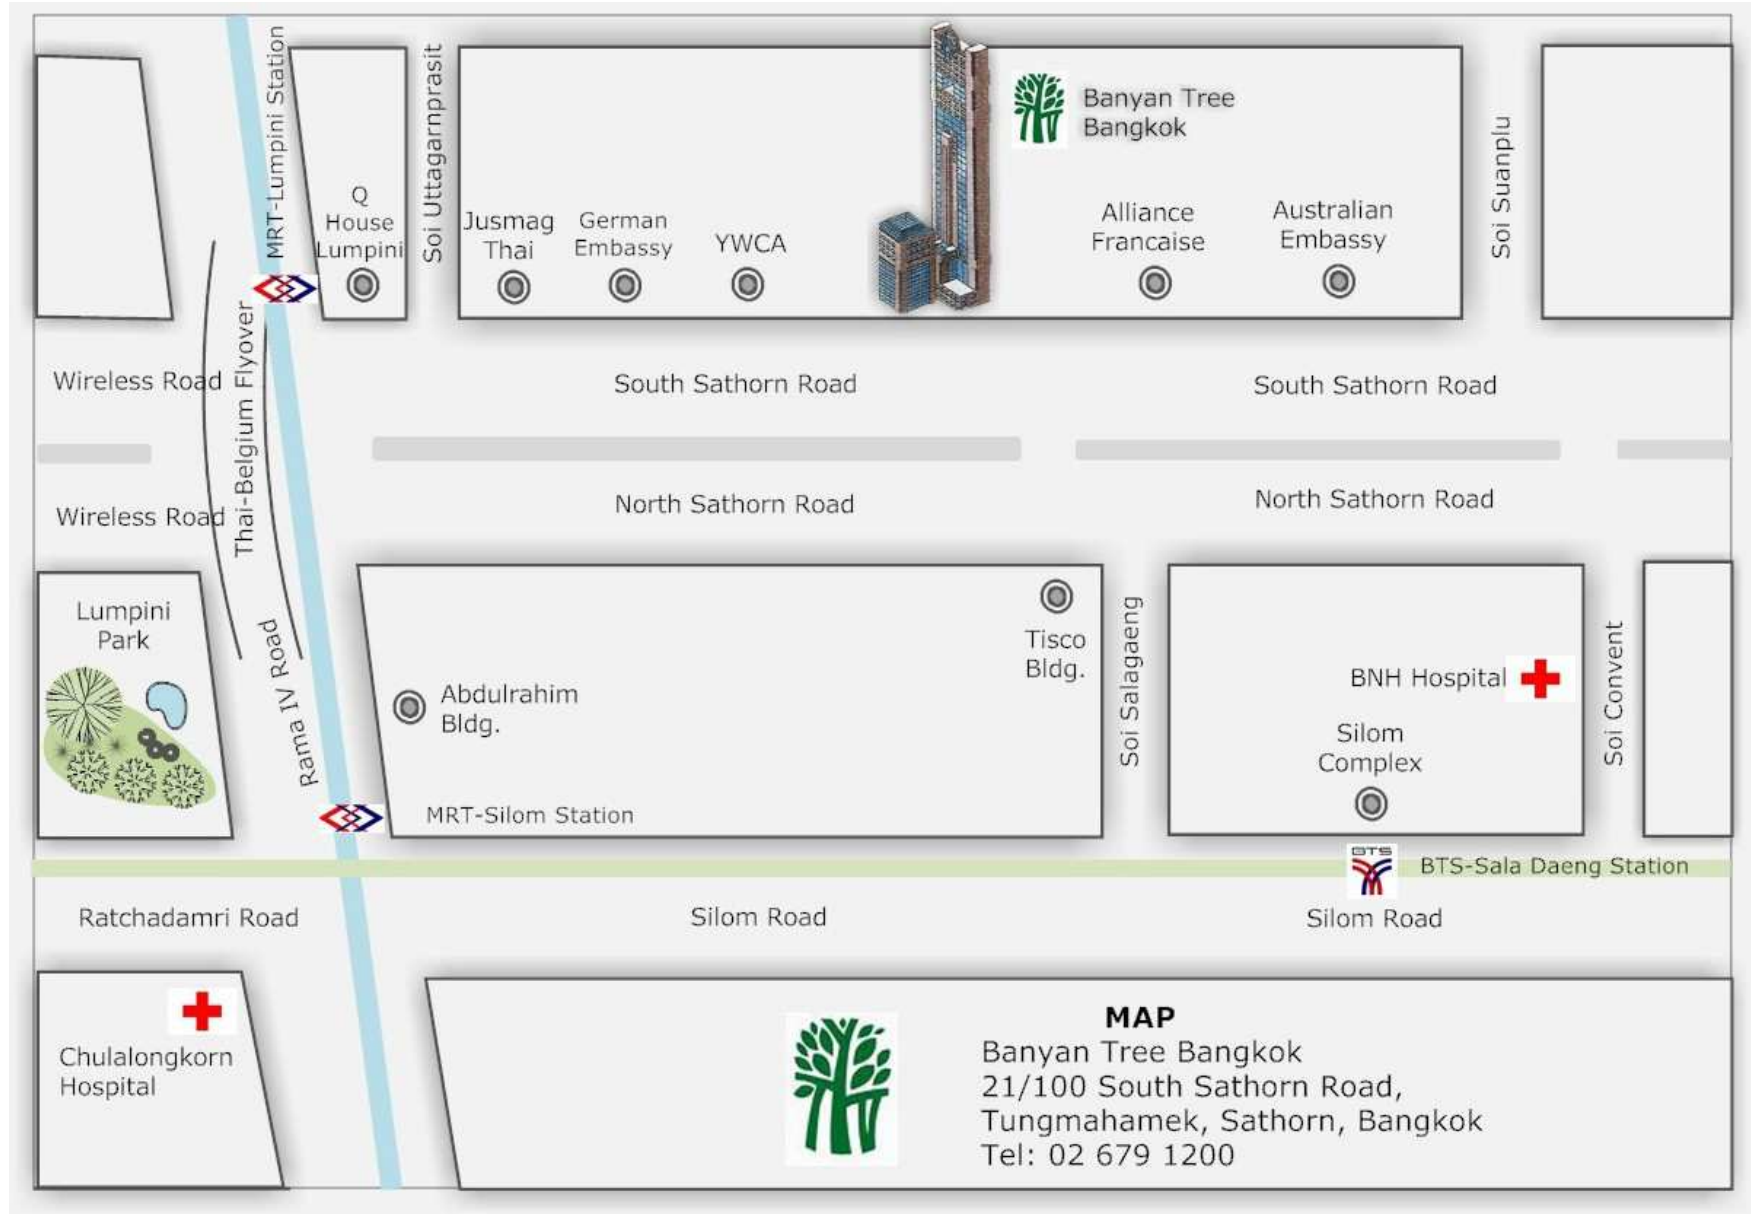 MRT-Lumpini Station
Soi Uttagarnprasit
Banyan Tree
Bangkok
Soi Suanplu
Q
House
Lumpini
Jusmag
Thai
German
Embassy
YWCA
Alliance
Francaise
Australian
Embassy
Thai-Belgium Flyover
Wireless Road
South Sathorn Road
South Sathorn Road
Wireless Road
North Sathorn Road
North Sathorn Road
Lumpini
Park
Rama IV Road
Abdulrahim
Bldg.
Tisco
Bldg.
Soi Salagaeng
BNH Hospital
Silom
Complex
Soi Convent
MRT-Silom Station
BTS
BTS-Sala Daeng Station
Ratchadamri Road
Silom Road
Silom Road
Chulalongkorn
Hospital
MAP
Banyan Tree Bangkok
21/100 South Sathorn Road,
Tungmahamek, Sathorn, Bangkok
Tel: 02 679 1200